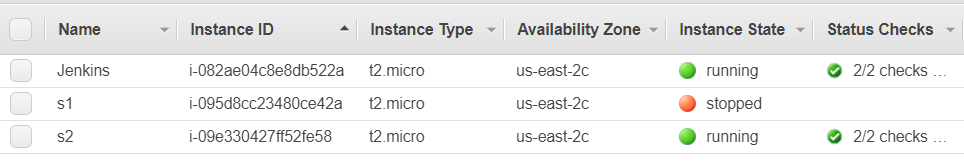 Name Instance ID Instance Type Availability Zone Instance State Status Checks
Jenkins i-082ae04c8e8db522a t2.micro us-east-2c running 2/2 checks ...
s1 i-095d8cc23480ce42a t2.micro us-east-2c stopped
s2 i-09e330427ff52fe58 t2.micro us-east-2c running 2/2 checks ...